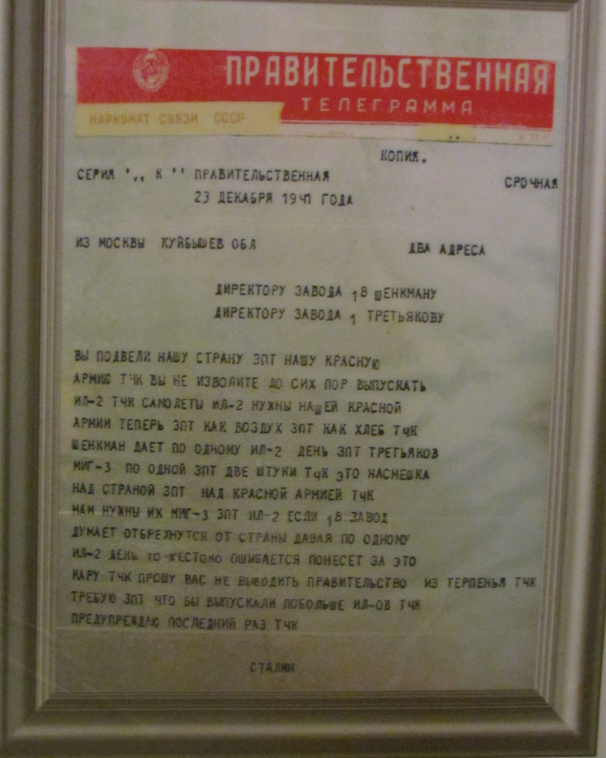 ПРАВИТЕЛЬСТВЕННАЯ
ТЕЛЕГРАММА
НАРКОМАТ СВЯЗИ СССР
КОПИЯ.
СЕРИЯ ",, К '' ПРАВИТЕЛЬСТВЕННАЯ СРОЧНАЯ
23 ДЕКАБРЯ 1941 ГОДА
ИЗ МОСКВЫ КУЙБЫШЕВ ОБЛ ДВА АДРЕСА
ДИРЕКТОРУ ЗАВОДА 18 ШЕНКМАНУ
ДИРЕКТОРУ ЗАВОДА 1 ТРЕТЬЯКОВУ
ВЫ ПОДВЕЛИ НАШУ СТРАНУ ЗПТ НАШУ КРАСНУЮ
АРМИЮ ТЧК ВЫ НЕ ИЗВОЛИТЕ ДО СИХ ПОР ВЫПУСКАТЬ
ИЛ-2 ТЧК САМОЛЕТЫ ИЛ-2 НУЖНЫ НАШЕЙ КРАСНОЙ
АРМИИ ТЕПЕРЬ ЗПТ КАК ВОЗДУХ ЗПТ КАК ХЛЕБ ТЧК
ШЕНКМАН ДАЕТ ПО ОДНОМУ ИЛ-2 ДЕНЬ ЗПТ ТРЕТЬЯКОВ
МИГ-3 ПО ОДНОЙ ЗПТ ДВЕ ШТУКИ ТЧК ЭТО НАСМЕШКА
НАД СТРАНОЙ ЗПТ НАД КРАСНОЙ АРМИЕЙ ТЧК
НАМ НУЖНЫ ИХ МИГ-3 ЗПТ ИЛ-2 ЕСЛИ 18 ЗАВОД
ДУМАЕТ ОТБРЕХНУТСЯ ОТ СТРАНЫ ДАВАЯ ПО ОДНОМУ
ИЛ-2 ДЕНЬ ТО ЖЕСТОКО ОШИБАЕТСЯ ПОНЕСЕТ ЗА ЭТО
КАРУ ТЧК ПРОШУ ВАС НЕ ВЫВОДИТЬ ПРАВИТЕЛЬСТВО ИЗ ТЕРПЕНЬЯ ТЧК
ТРЕБУЮ ЗПТ ЧТО БЫ ВЫПУСКАЛИ ПОБОЛЬШЕ ИЛ-ОВ ТЧК
ПРЕДУПРЕЖДАЮ ПОСЛЕДНИЙ РАЗ ТЧК
СТАЛИН